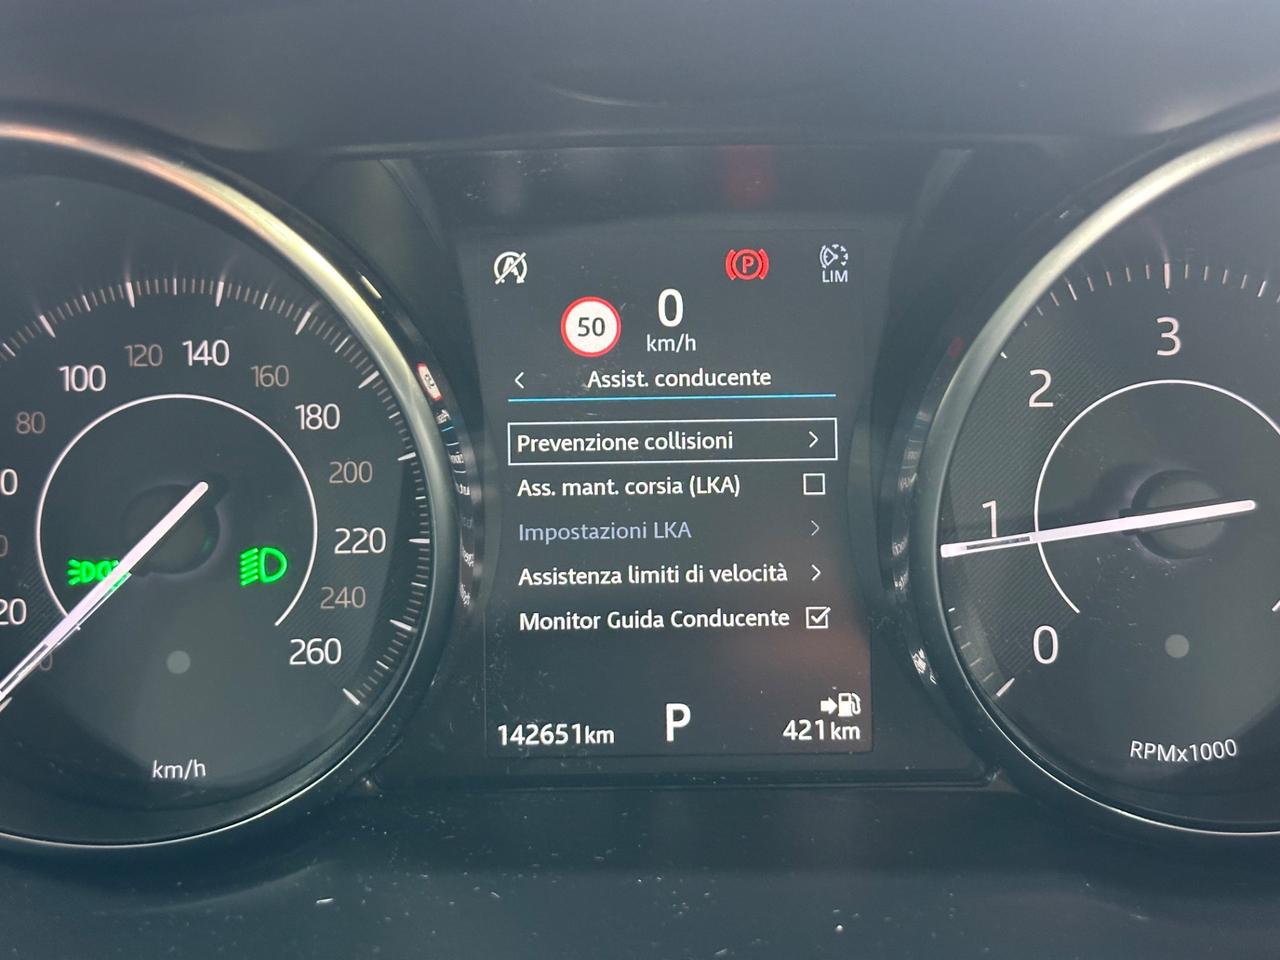 P
LIM
50
0
km/h
Assist. conducente
Prevenzione collisioni
Ass. mant. corsia (LKA)
Impostazioni LKA
Assistenza limiti di velocità
Monitor Guida Conducente
142651km
P
421km
80
100
120
140
160
180
200
220
240
260
20
0
km/h
0
1
2
3
RPMx1000